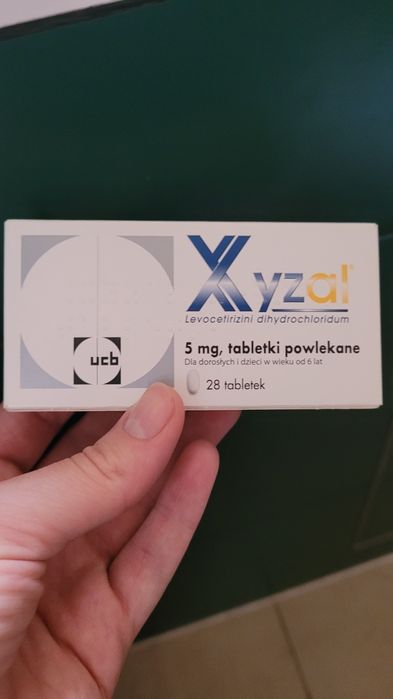 Xyzal®
Levocetirizini dihydrochloridum
ucb
5 mg, tabletki powlekane
Dla dorosłych i dzieci w wieku od 6 lat
28 tabletek